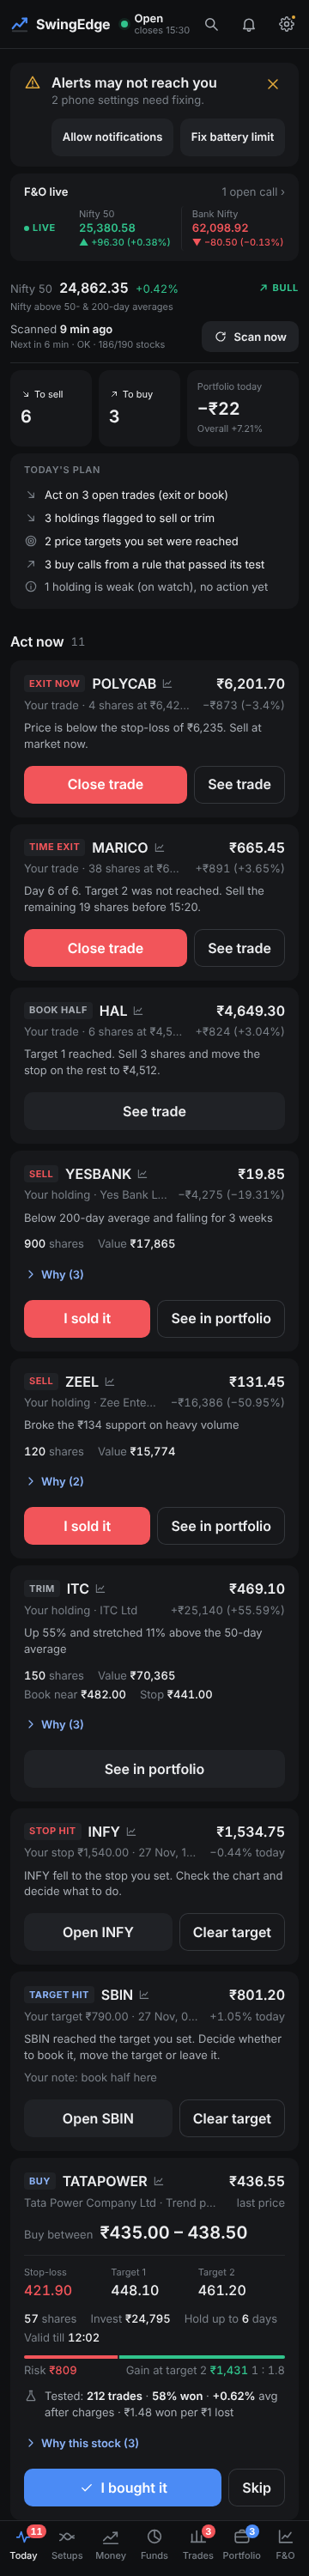 SwingEdge
Open
closes 15:30
Alerts may not reach you
2 phone settings need fixing.
Allow notifications
Fix battery limit
F&O live
1 open call ›
LIVE
Nifty 50
25,380.58
▲ +96.30 (+0.38%)
Bank Nifty
62,098.92
▼ −80.50 (−0.13%)
Nifty 50 24,862.35 +0.42%
BULL
Nifty above 50- & 200-day averages
Scanned 9 min ago
Next in 6 min · OK · 186/190 stocks
Scan now
To sell
6
To buy
3
Portfolio today
−₹22
Overall +7.21%
TODAY'S PLAN
Act on 3 open trades (exit or book)
3 holdings flagged to sell or trim
2 price targets you set were reached
3 buy calls from a rule that passed its test
1 holding is weak (on watch), no action yet
Act now 11
EXIT NOW POLYCAB ₹6,201.70
Your trade · 4 shares at ₹6,42... −₹873 (−3.4%)
Price is below the stop-loss of ₹6,235. Sell at
market now.
Close trade See trade
TIME EXIT MARICO ₹665.45
Your trade · 38 shares at ₹6... +₹891 (+3.65%)
Day 6 of 6. Target 2 was not reached. Sell the
remaining 19 shares before 15:20.
Close trade See trade
BOOK HALF HAL ₹4,649.30
Your trade · 6 shares at ₹4,5... +₹824 (+3.04%)
Target 1 reached. Sell 3 shares and move the
stop on the rest to ₹4,512.
See trade
SELL YESBANK ₹19.85
Your holding · Yes Bank L... −₹4,275 (−19.31%)
Below 200-day average and falling for 3 weeks
900 shares Value ₹17,865
Why (3)
I sold it See in portfolio
SELL ZEEL ₹131.45
Your holding · Zee Ente... −₹16,386 (−50.95%)
Broke the ₹134 support on heavy volume
120 shares Value ₹15,774
Why (2)
I sold it See in portfolio
TRIM ITC ₹469.10
Your holding · ITC Ltd +₹25,140 (+55.59%)
Up 55% and stretched 11% above the 50-day
average
150 shares Value ₹70,365
Book near ₹482.00 Stop ₹441.00
Why (3)
See in portfolio
STOP HIT INFY ₹1,534.75
Your stop ₹1,540.00 · 27 Nov, 1... −0.44% today
INFY fell to the stop you set. Check the chart and
decide what to do.
Open INFY Clear target
TARGET HIT SBIN ₹801.20
Your target ₹790.00 · 27 Nov, 0... +1.05% today
SBIN reached the target you set. Decide whether
to book it, move the target or leave it.
Your note: book half here
Open SBIN Clear target
BUY TATAPOWER ₹436.55
Tata Power Company Ltd · Trend p... last price
Buy between ₹435.00 – 438.50
Stop-loss Target 1 Target 2
421.90 448.10 461.20
57 shares Invest ₹24,795 Hold up to 6 days
Valid till 12:02
Risk ₹809 Gain at target 2 ₹1,431 1 : 1.8
Tested: 212 trades · 58% won · +0.62% avg
after charges · ₹1.48 won per ₹1 lost
Why this stock (3)
I bought it Skip
11 3 3
Today Setups Money Funds Trades Portfolio F&O